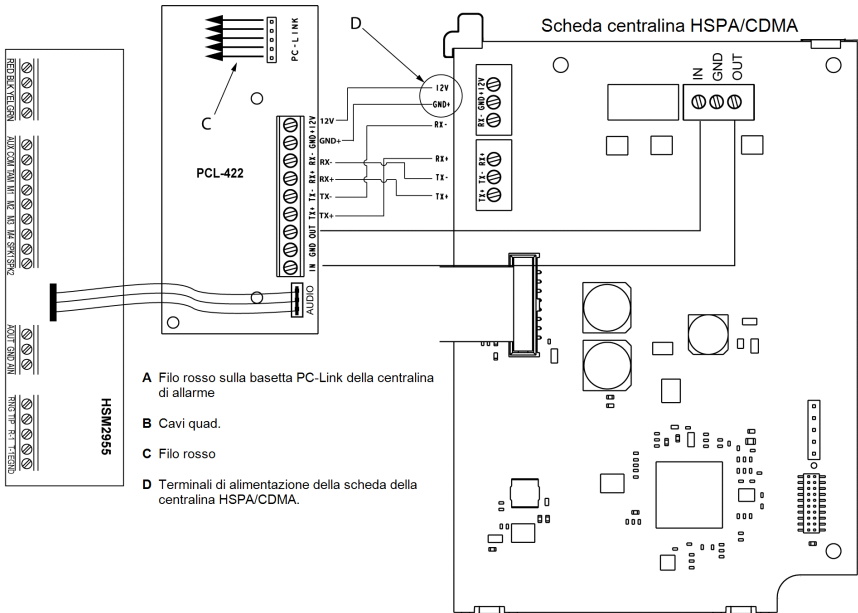 Scheda centralina HSPA/CDMA
D
PC-LINK
C
PCL-422
12V
GND+
RX-
RX+
TX-
TX+
IN GND OUT TX+ TX- RX+ RX- GND+12V
AUDIO
12V
GND+
RX-
RX+
TX-
TX+
RX- GND+12V
TX+ TX- RX+
IN
GND
OUT
RED BLK YELGRN
AUX COM TAM M1 M2 M3 M4 SPK1 SPK2
AOUT GND AIN
RNG TIP R-1 T-1EGND
HSM2955
A Filo rosso sulla basetta PC-Link della centralina
di allarme
B Cavi quad.
C Filo rosso
D Terminali di alimentazione della scheda della
centralina HSPA/CDMA.